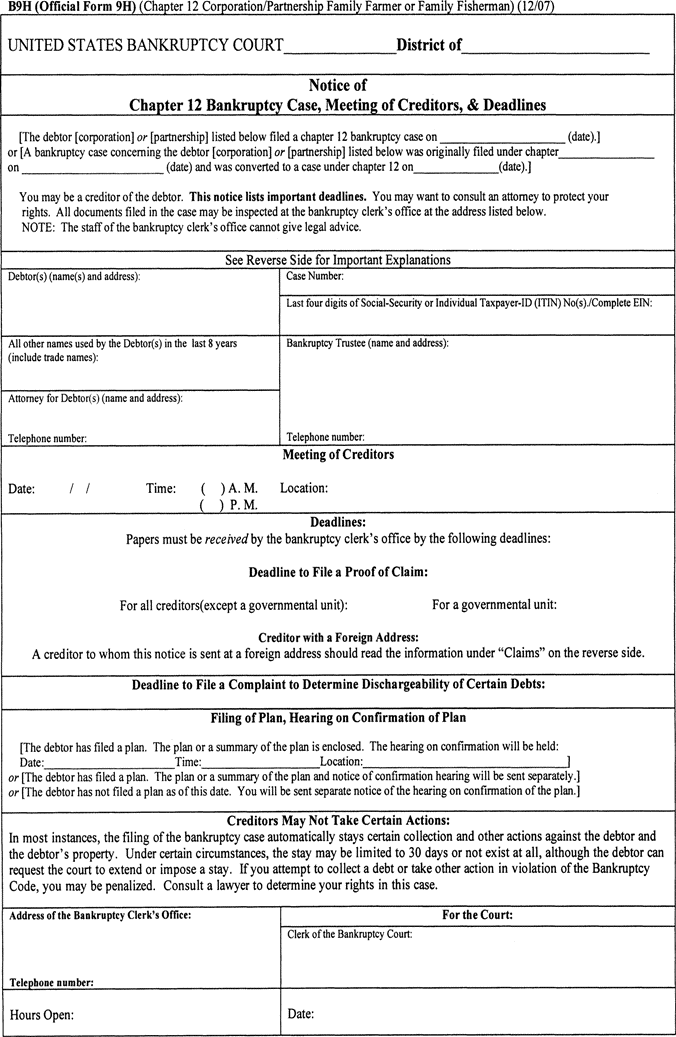 B9H (Official Form 9H) (Chapter 12 Corporation/Partnership Family Farmer or Family Fisherman) (12/07)
UNITED STATES BANKRUPTCY COURT_______________District of_________________________
Notice of
Chapter 12 Bankruptcy Case, Meeting of Creditors, & Deadlines
[The debtor [corporation] or [partnership] listed below filed a chapter 12 bankruptcy case on ____________________ (date).]
or [A bankruptcy case concerning the debtor [corporation] or [partnership] listed below was originally filed under chapter_______________
on ______________________ (date) and was converted to a case under chapter 12 on_____________(date).]
You may be a creditor of the debtor. This notice lists important deadlines. You may want to consult an attorney to protect your
rights. All documents filed in the case may be inspected at the bankruptcy clerk's office at the address listed below.
NOTE: The staff of the bankruptcy clerk's office cannot give legal advice.
See Reverse Side for Important Explanations
Debtor(s) (name(s) and address):
Case Number:
Last four digits of Social-Security or Individual Taxpayer-ID (ITIN) No(s)./Complete EIN:
All other names used by the Debtor(s) in the last 8 years
(include trade names):
Bankruptcy Trustee (name and address):
Attorney for Debtor(s) (name and address):
Telephone number:
Telephone number:
Meeting of Creditors
Date: / / Time: ( ) A. M. Location:
( ) P. M.
Deadlines:
Papers must be received by the bankruptcy clerk's office by the following deadlines:
Deadline to File a Proof of Claim:
For all creditors(except a governmental unit): For a governmental unit:
Creditor with a Foreign Address:
A creditor to whom this notice is sent at a foreign address should read the information under "Claims" on the reverse side.
Deadline to File a Complaint to Determine Dischargeability of Certain Debts:
Filing of Plan, Hearing on Confirmation of Plan
[The debtor has filed a plan. The plan or a summary of the plan is enclosed. The hearing on confirmation will be held:
Date:____________________Time:__________________Location:________________________________]
or [The debtor has filed a plan. The plan or a summary of the plan and notice of confirmation hearing will be sent separately.]
or [The debtor has not filed a plan as of this date. You will be sent separate notice of the hearing on confirmation of the plan.]
Creditors May Not Take Certain Actions:
In most instances, the filing of the bankruptcy case automatically stays certain collection and other actions against the debtor and
the debtor's property. Under certain circumstances, the stay may be limited to 30 days or not exist at all, although the debtor can
request the court to extend or impose a stay. If you attempt to collect a debt or take other action in violation of the Bankruptcy
Code, you may be penalized. Consult a lawyer to determine your rights in this case.
Address of the Bankruptcy Clerk's Office:
For the Court:
Clerk of the Bankruptcy Court:
Telephone number:
Hours Open:
Date: